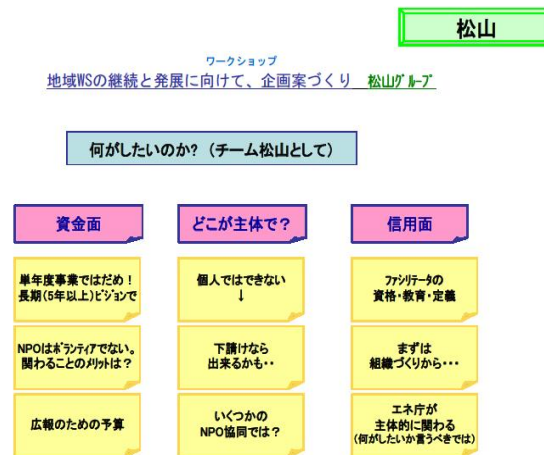 松山
ワークショップ
地域WSの継続と発展に向けて、企画案づくり 松山ｸﾞﾙｰﾌﾟ
何がしたいのか？（チーム松山として）
資金面
単年度事業ではだめ！
長期(5年以上)ﾋﾞｼﾞｮﾝで
NPOはﾎﾞﾗﾝﾃｨｱでない。
関わることのﾒﾘｯﾄは？
広報のための予算
どこが主体で？
個人ではできない
↓
下請けなら
出来るかも・・
いくつかの
NPO協同では？
信用面
ﾌｧｼﾘﾃｰﾀの
資格・教育・定義
まずは
組織づくりから・・・
エネ庁が
主体的に関わる
(何がしたいか言うべきでは)